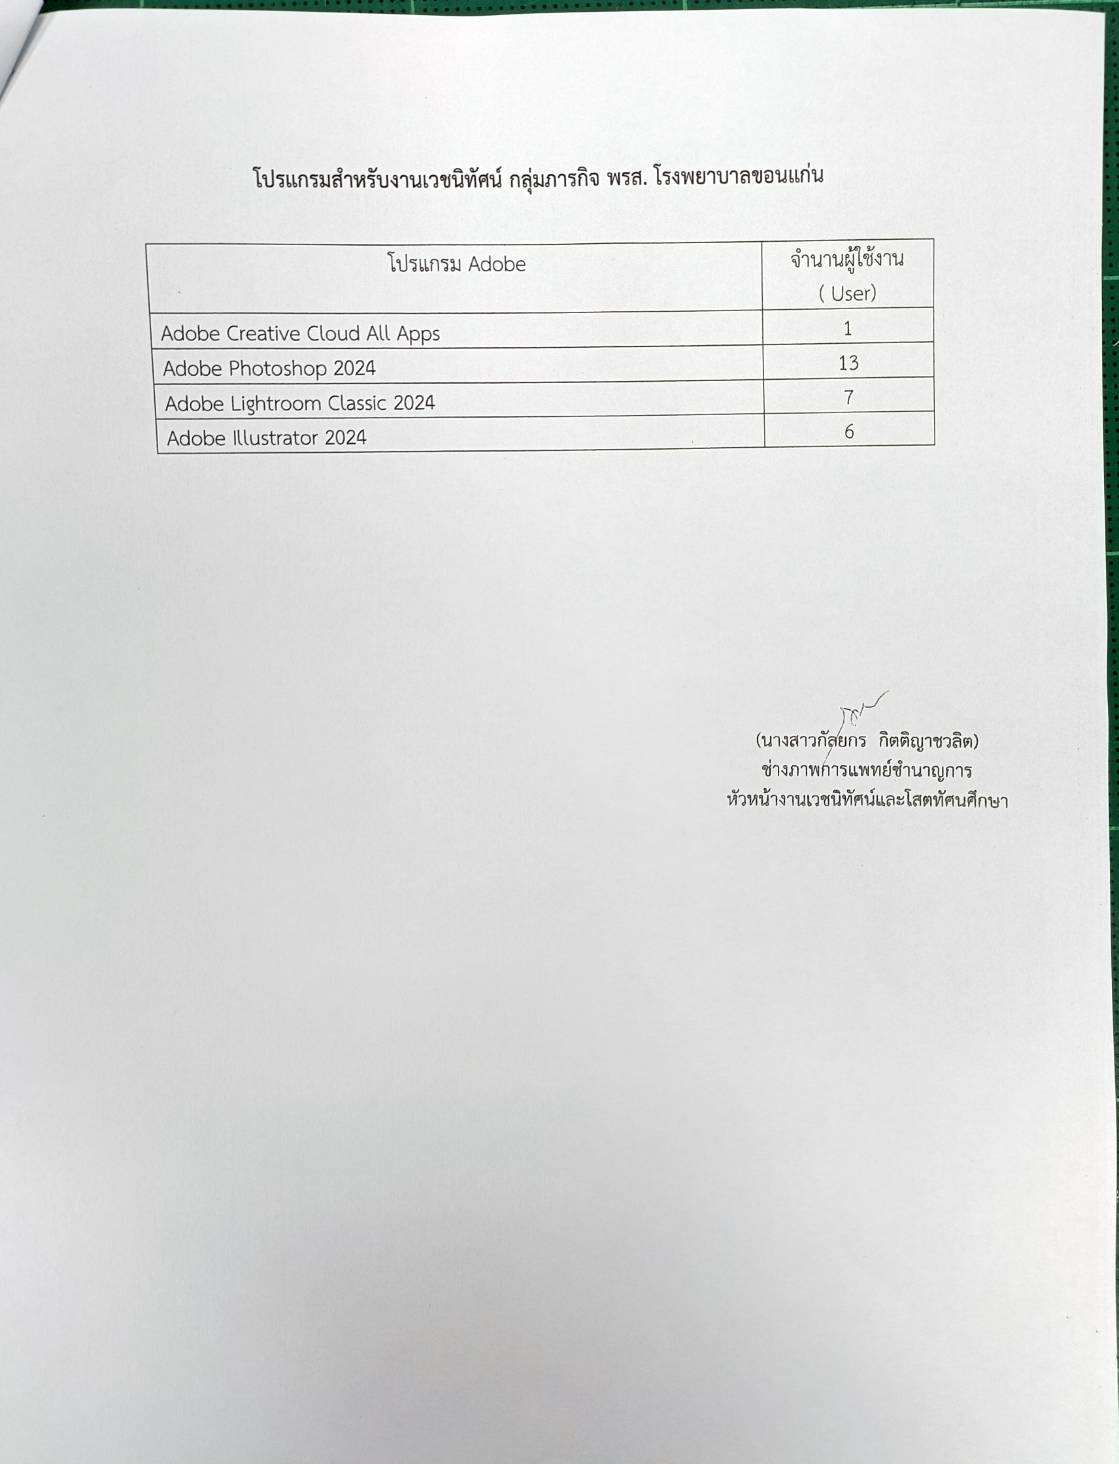 โปรแกรมสำหรับงานเวชนิทัศน์ กลุ่มภารกิจ พรส. โรงพยาบาลขอนแก่น
โปรแกรม Adobe
จำนานผู้ใช้งาน
( User)
Adobe Creative Cloud All Apps 1
Adobe Photoshop 2024 13
Adobe Lightroom Classic 2024 7
Adobe Illustrator 2024 6
(นางสาวกัลยกร กิตติญาชวลิต)
ช่างภาพการแพทย์ชำนาญการ
หัวหน้างานเวชนิทัศน์และโสตทัศนศึกษา